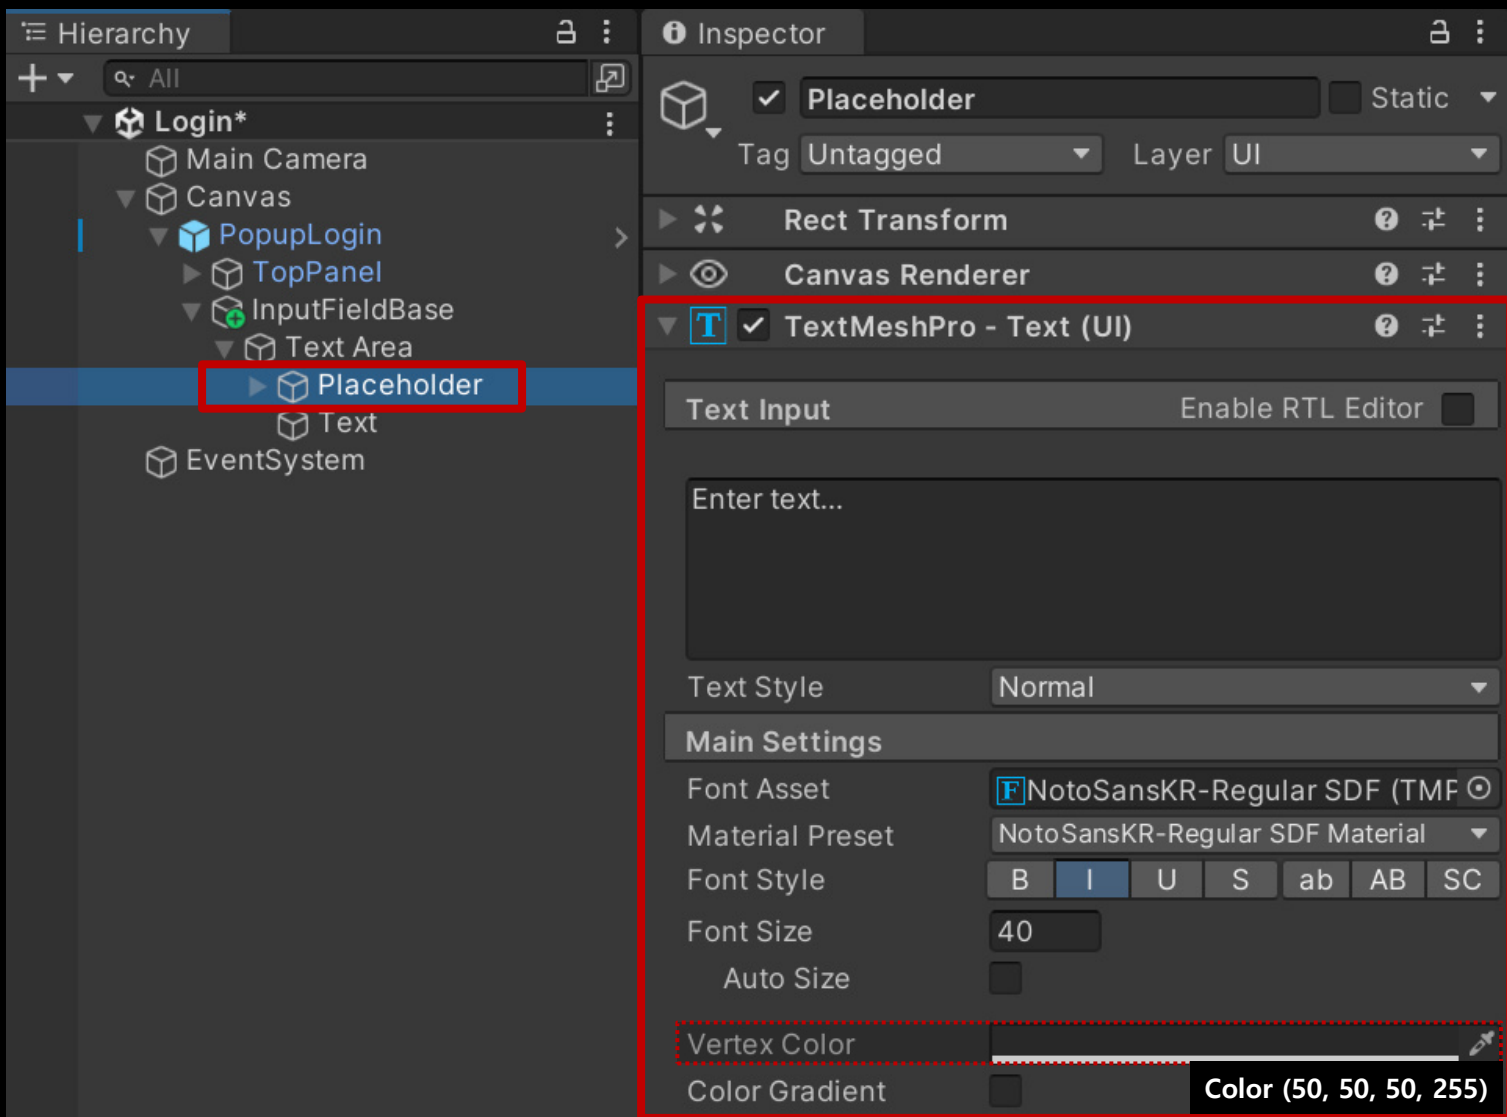 Hierarchy
All
Login*
Main Camera
Canvas
PopupLogin
TopPanel
InputFieldBase
Text Area
Placeholder
Text
EventSystem
Inspector
Placeholder
Static
Tag Untagged
Layer UI
Rect Transform
Canvas Renderer
T TextMeshPro - Text (UI)
Text Input
Enable RTL Editor
Enter text...
Text Style Normal
Main Settings
Font Asset F NotoSansKR-Regular SDF (TMP
Material Preset NotoSansKR-Regular SDF Material
Font Style B I U S ab AB SC
Font Size 40
Auto Size
Vertex Color
Color Gradient
Color (50, 50, 50, 255)